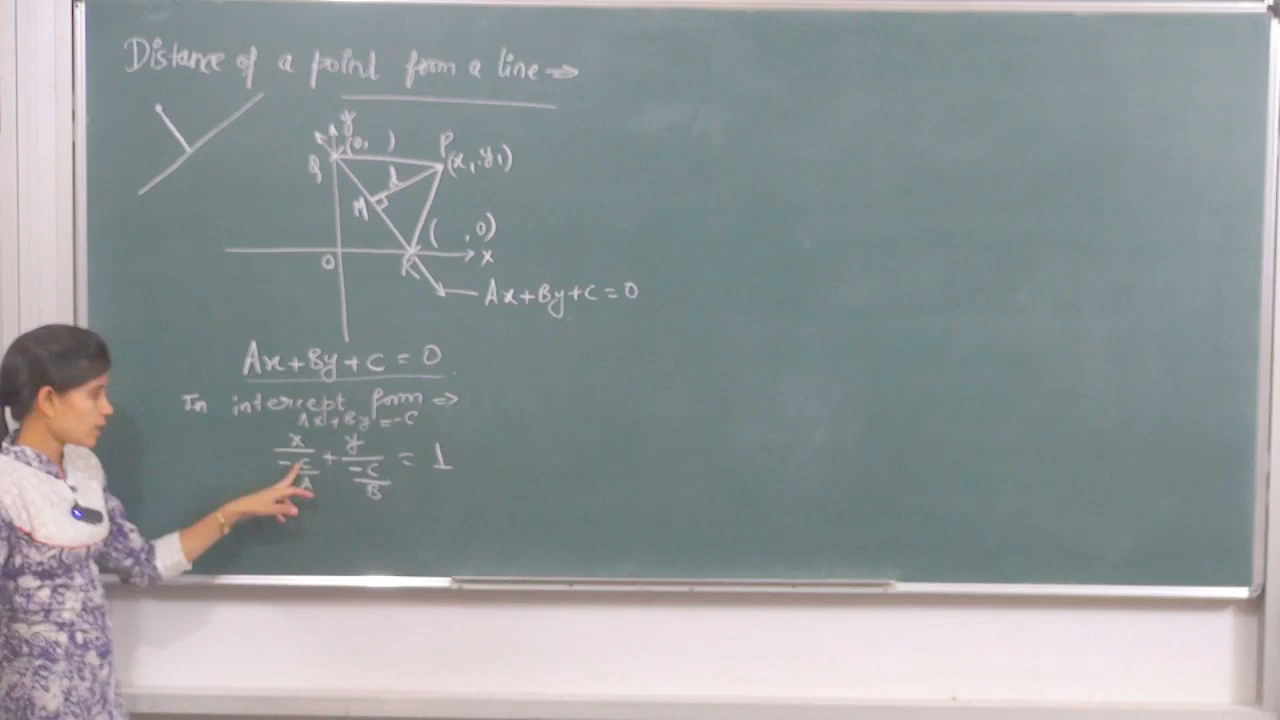 Distance of a point from a line ⇒
y
Q (0, )
P (x₁, y₁)
d
M
( , 0)
O R x
Ax+By+C=0
Ax+By+C = 0
In intercept form ⇒
Ax+By=-C
x/(-C/A) + y/(-C/B) = 1